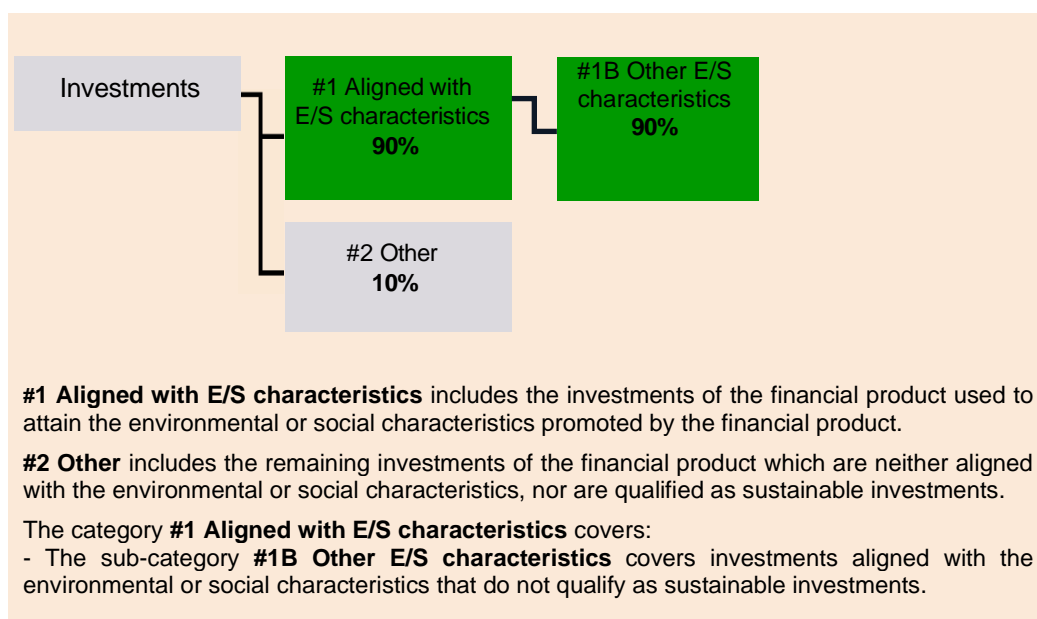 Investments
#1 Aligned with
E/S characteristics
90%
#1B Other E/S
characteristics
90%
#2 Other
10%
#1 Aligned with E/S characteristics includes the investments of the financial product used to
attain the environmental or social characteristics promoted by the financial product.
#2 Other includes the remaining investments of the financial product which are neither aligned
with the environmental or social characteristics, nor are qualified as sustainable investments.
The category #1 Aligned with E/S characteristics covers:
- The sub-category #1B Other E/S characteristics covers investments aligned with the
environmental or social characteristics that do not qualify as sustainable investments.